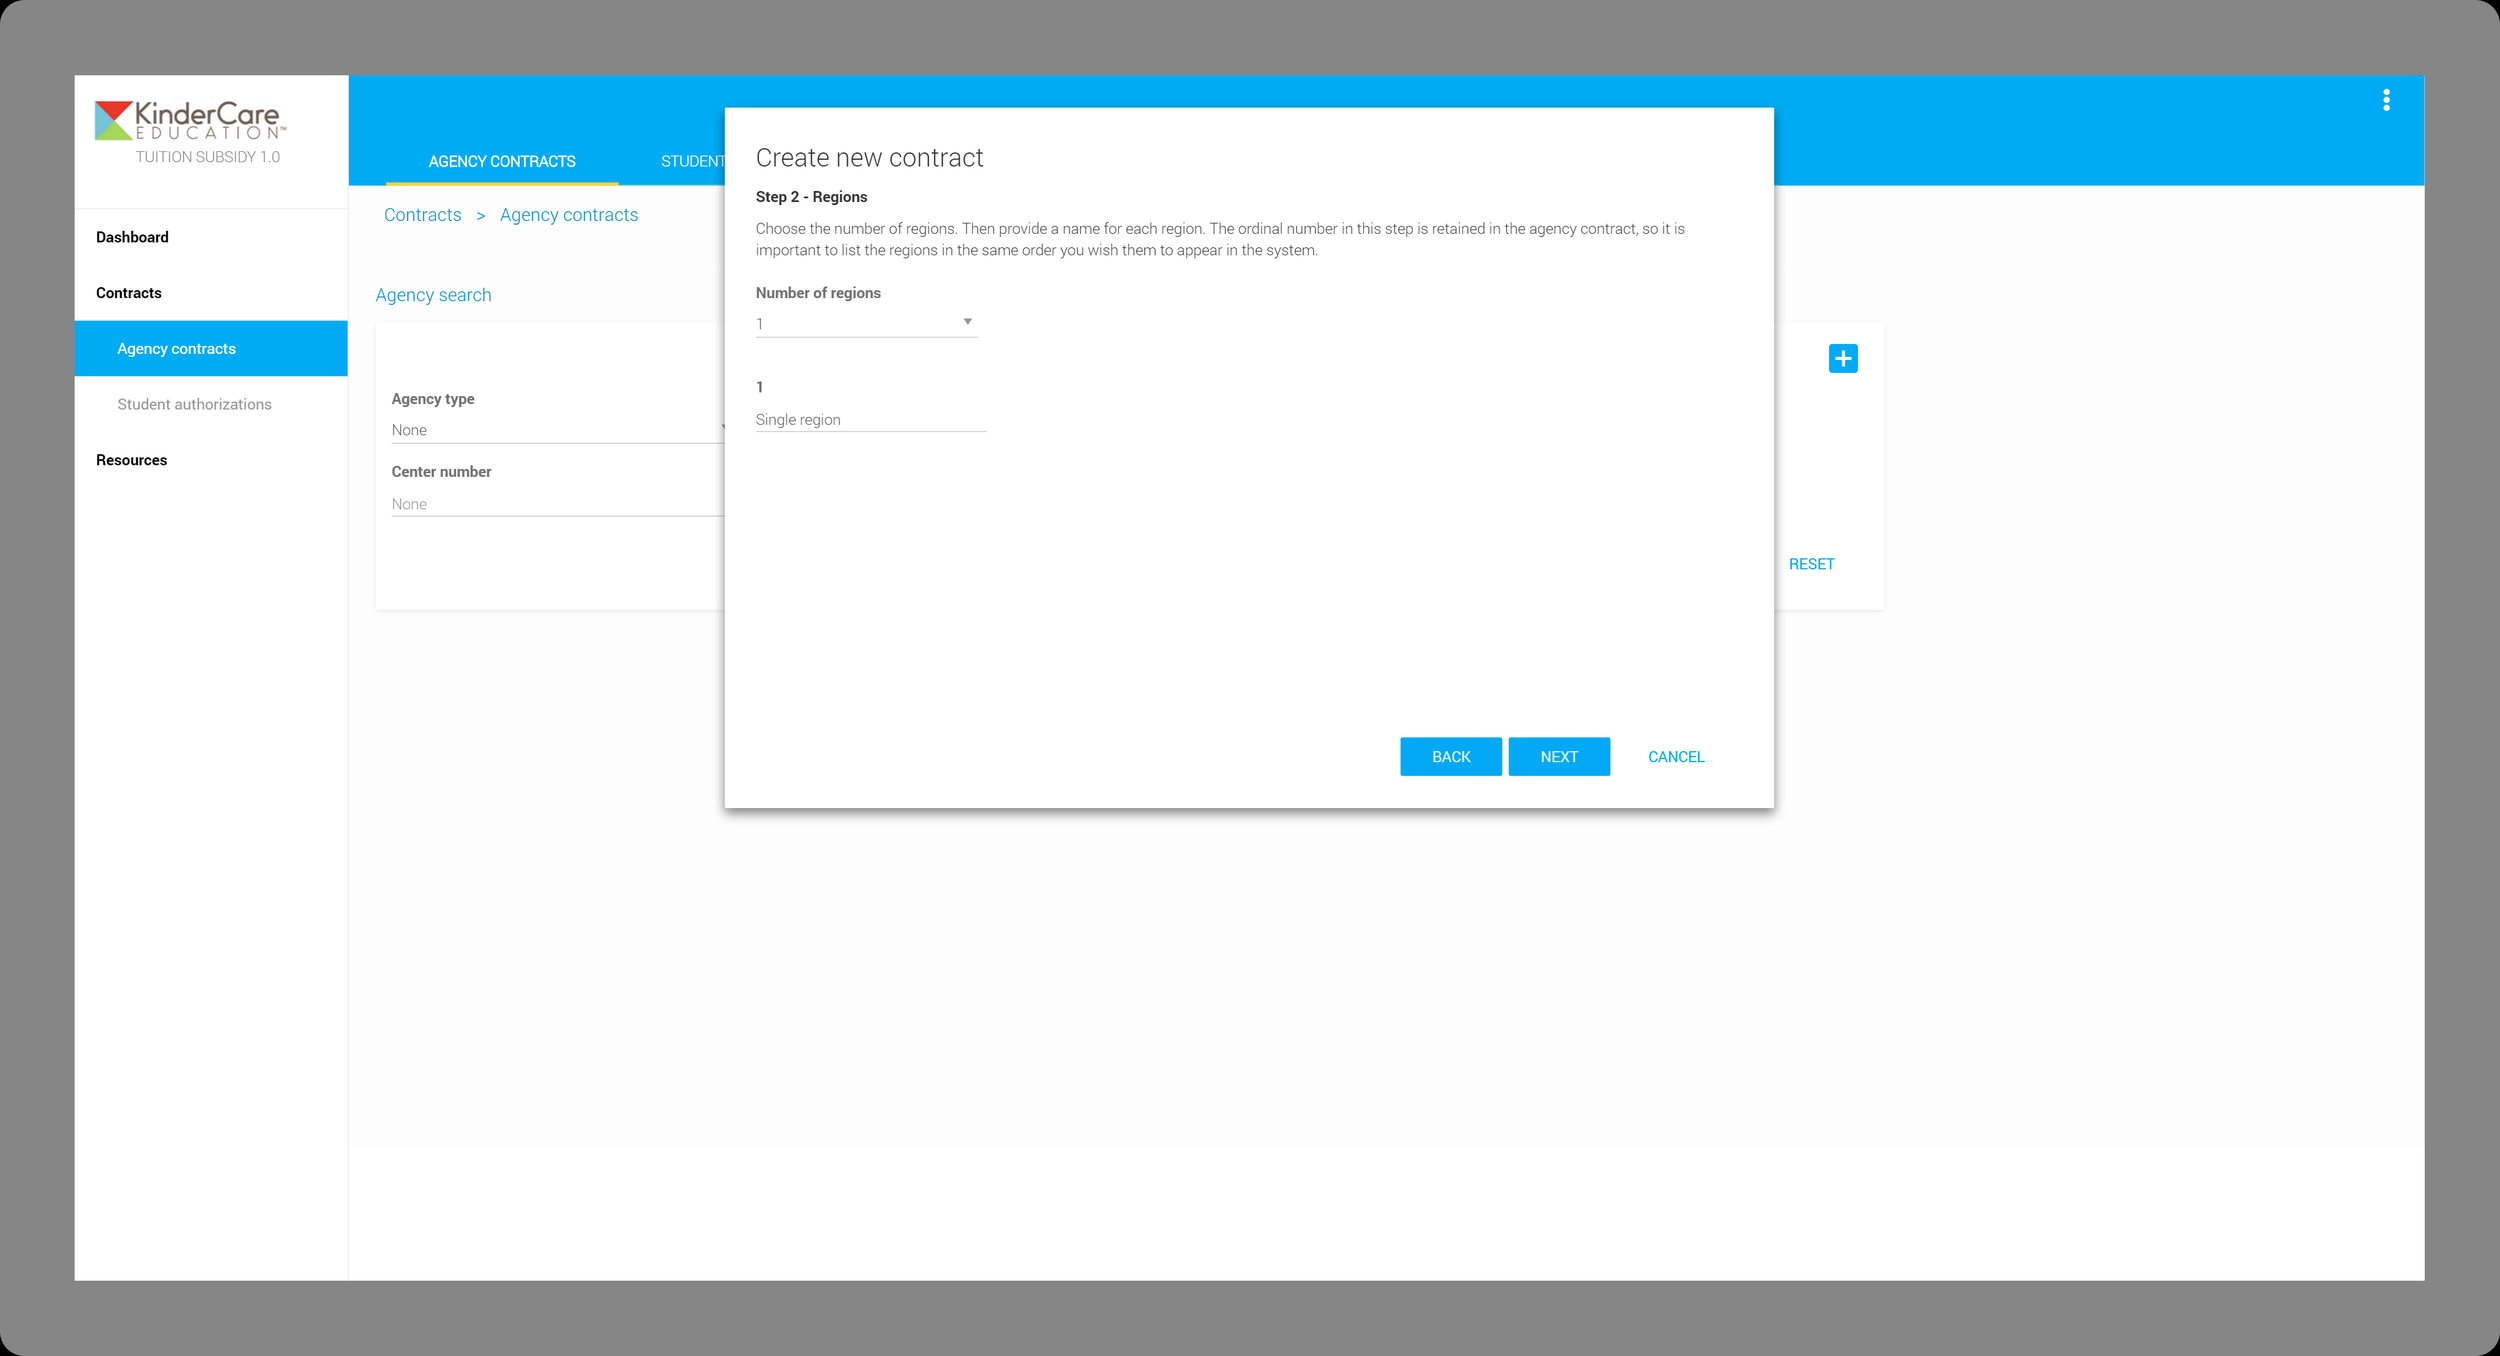 KinderCare
EDUCATION™
TUITION SUBSIDY 1.0
Dashboard
Contracts
Agency contracts
Student authorizations
Resources
AGENCY CONTRACTS
STUDENT
Contracts > Agency contracts
Agency search
Agency type
None
Center number
None
RESET
Create new contract
Step 2 - Regions
Choose the number of regions. Then provide a name for each region. The ordinal number in this step is retained in the agency contract, so it is
important to list the regions in the same order you wish them to appear in the system.
Number of regions
1
1
Single region
BACK NEXT CANCEL